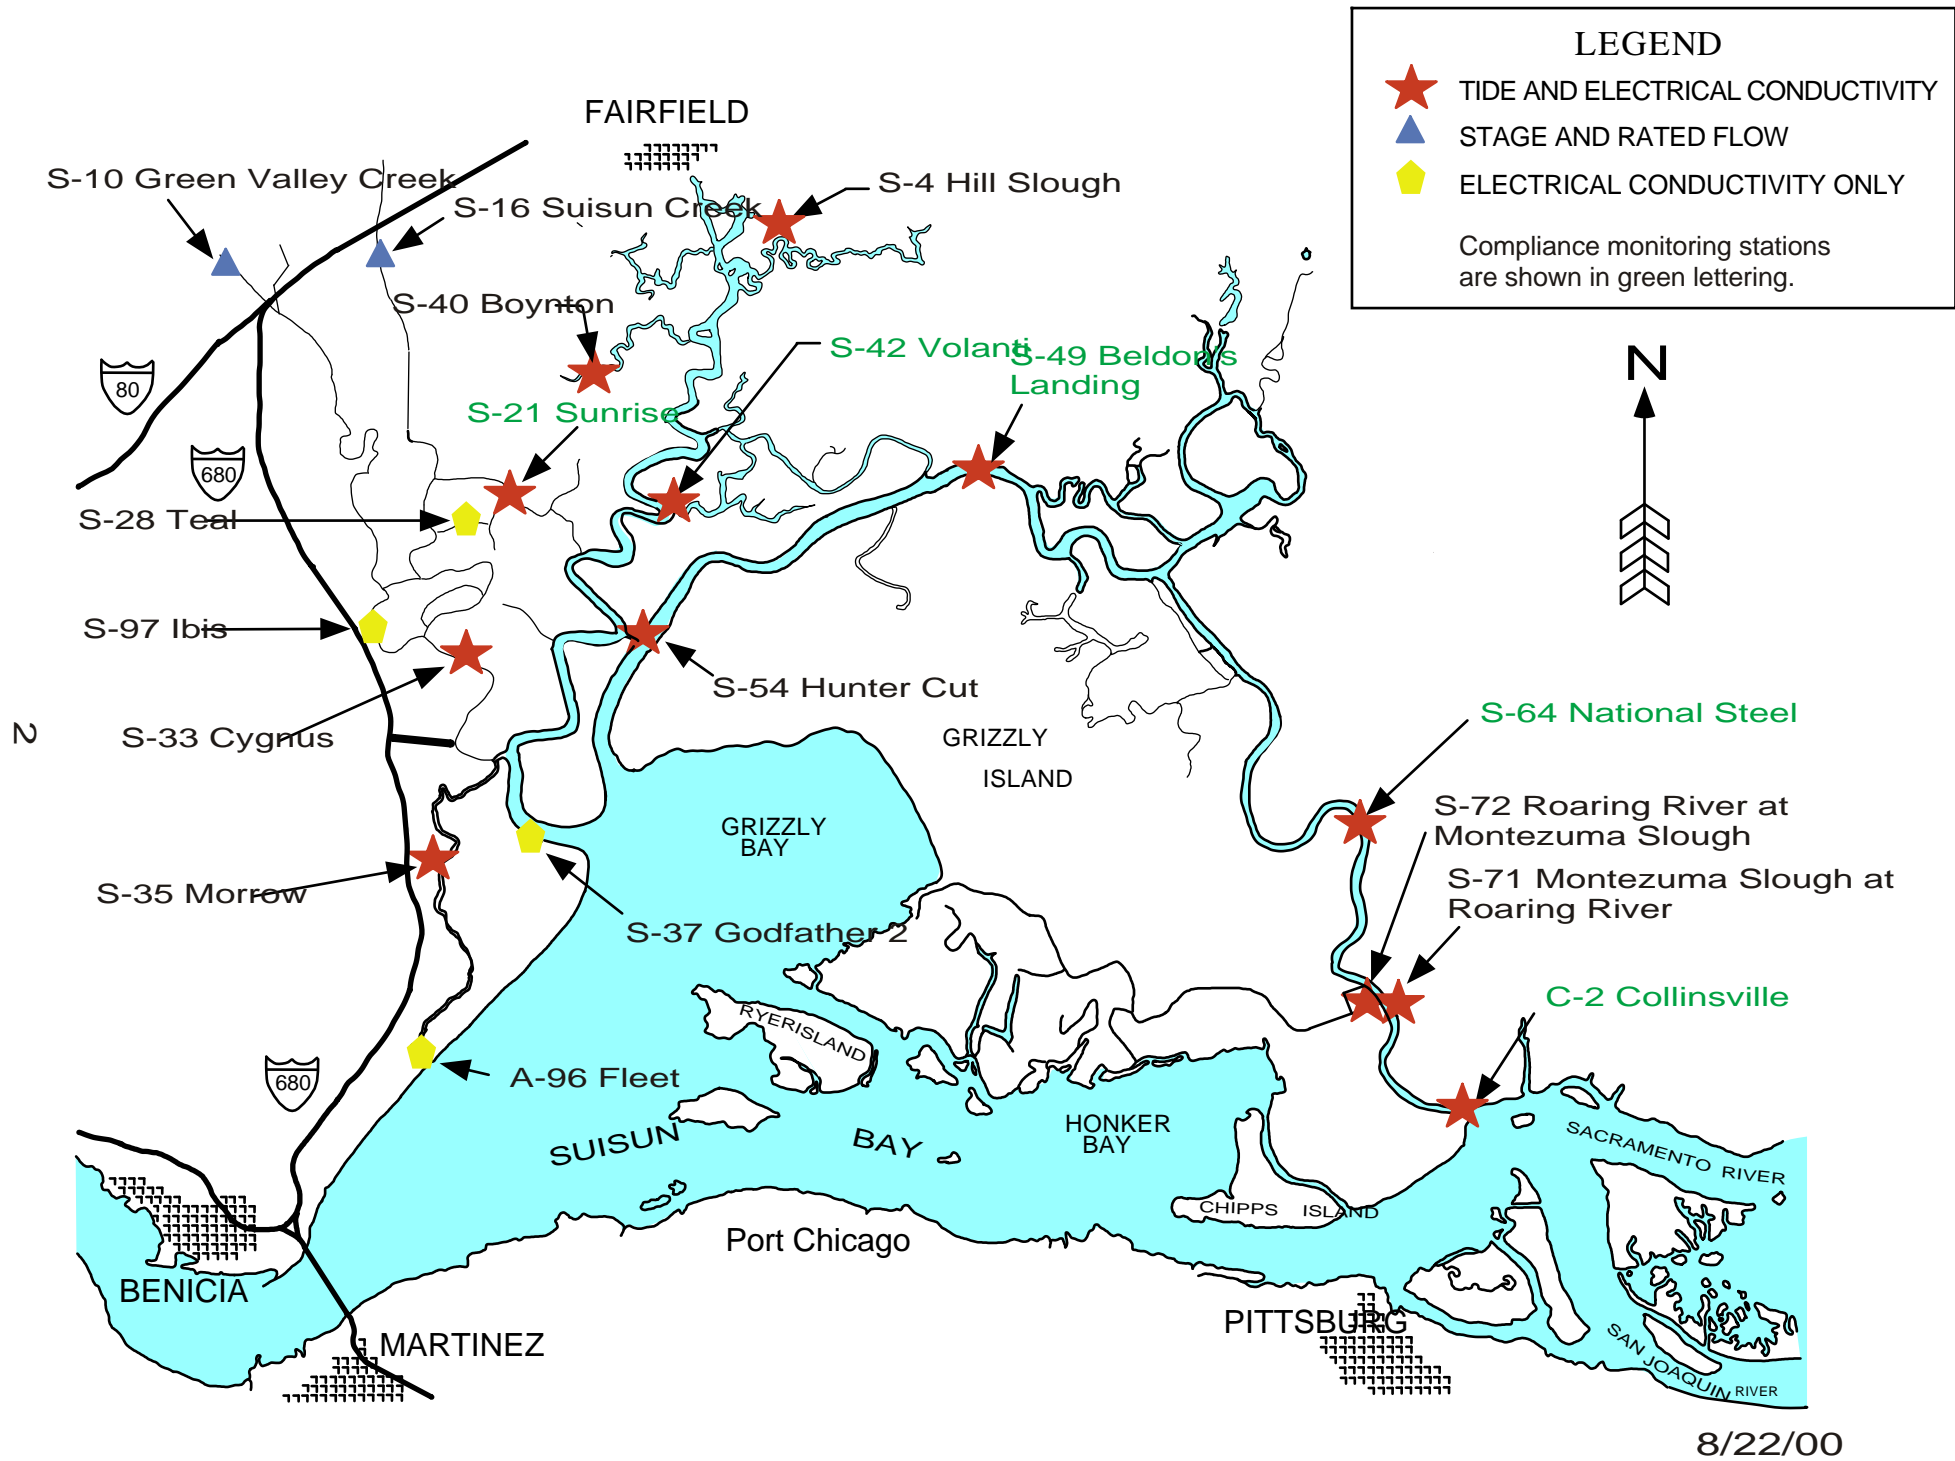 LEGEND
TIDE AND ELECTRICAL CONDUCTIVITY
STAGE AND RATED FLOW
ELECTRICAL CONDUCTIVITY ONLY
Compliance monitoring stations
are shown in green lettering.
FAIRFIELD
S-10 Green Valley Creek
S-4 Hill Slough
S-16 Suisun Creek
S-40 Boynton
S-42 Volanti
S-49 Beldon's
Landing
N
80
S-21 Sunrise
680
S-28 Teal
S-97 Ibis
S-54 Hunter Cut
S-64 National Steel
2
S-33 Cygnus
GRIZZLY
ISLAND
S-72 Roaring River at
Montezuma Slough
GRIZZLY
BAY
S-71 Montezuma Slough at
Roaring River
S-35 Morrow
S-37 Godfather 2
C-2 Collinsville
RYERISLAND
680
A-96 Fleet
SUISUN BAY
HONKER
BAY
SACRAMENTO RIVER
CHIPPS ISLAND
Port Chicago
BENICIA
PITTSBURG
MARTINEZ
SAN JOAQUIN RIVER
8/22/00